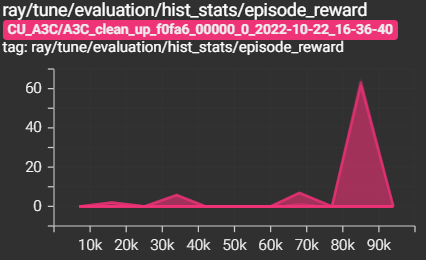 ray/tune/evaluation/hist_stats/episode_reward
CU_A3C/A3C_clean_up_f0fa6_00000_0_2022-10-22_16-36-40
tag: ray/tune/evaluation/hist_stats/episode_reward
60
40
20
0
10k 20k 30k 40k 50k 60k 70k 80k 90k